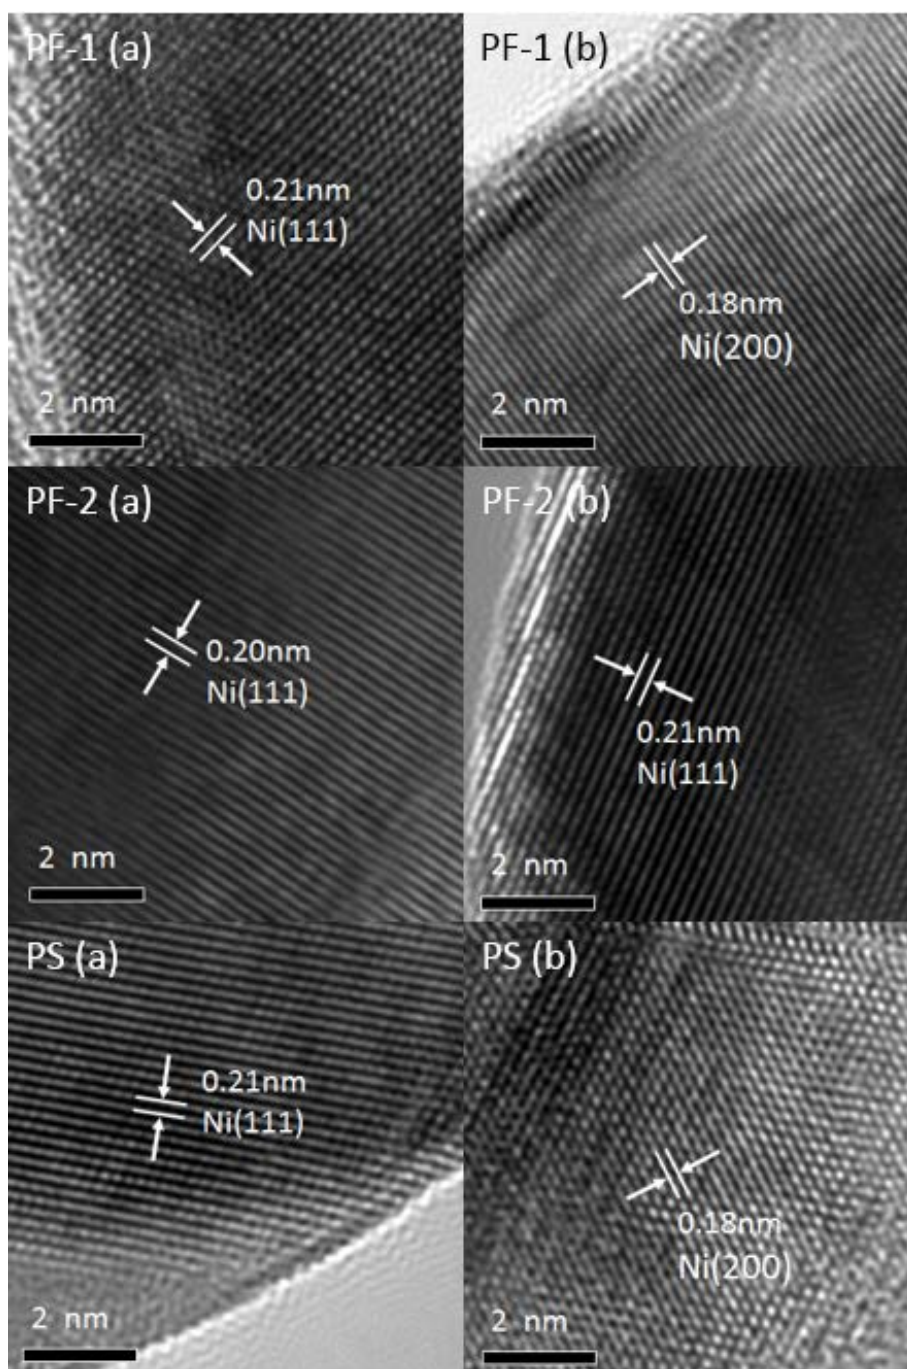 PF-1 (a)
0.21nm
Ni(111)
2 nm
PF-1 (b)
0.18nm
Ni(200)
2 nm
PF-2 (a)
0.20nm
Ni(111)
2 nm
PF-2 (b)
0.21nm
Ni(111)
2 nm
PS (a)
0.21nm
Ni(111)
2 nm
PS (b)
0.18nm
Ni(200)
2 nm